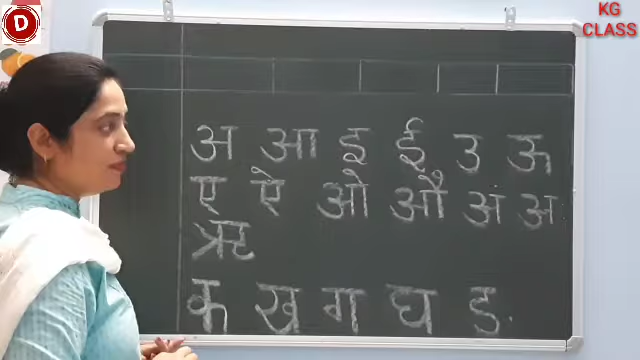 D
KG
CLASS
अ आ इ ई उ ऊ
ए ऐ ओ औ अं अः
ऋ
क ख ग घ ङ